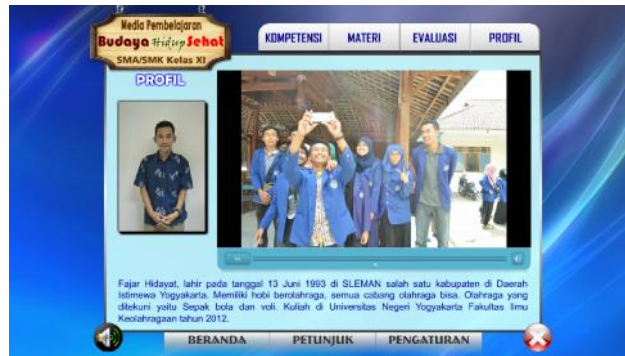 Media Pembelajaran
Budaya Hidup Sehat
SMA/SMK Kelas XI
KOMPETENSI MATERI EVALUASI PROFIL
PROFIL
Fajar Hidayat, lahir pada tanggal 13 Juni 1993 di SLEMAN salah satu kabupaten di Daerah
Istimewa Yogyakarta. Memiliki hobi berolahraga, semua cabang olahraga bisa. Olahraga yang
ditekuni yaitu Sepak bola dan voli. Kuliah di Universitas Negeri Yogyakarta Fakultas Ilmu
Keolahragaan tahun 2012.
BERANDA PETUNJUK PENGATURAN